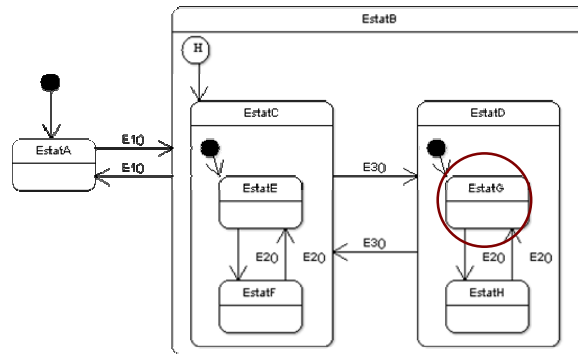 EstatB
H
EstatC
EstatD
E1()
EstatA
E1()
E3()
EstatE
EstatG
E3()
E2()
E2()
E2()
E2()
EstatF
EstatH